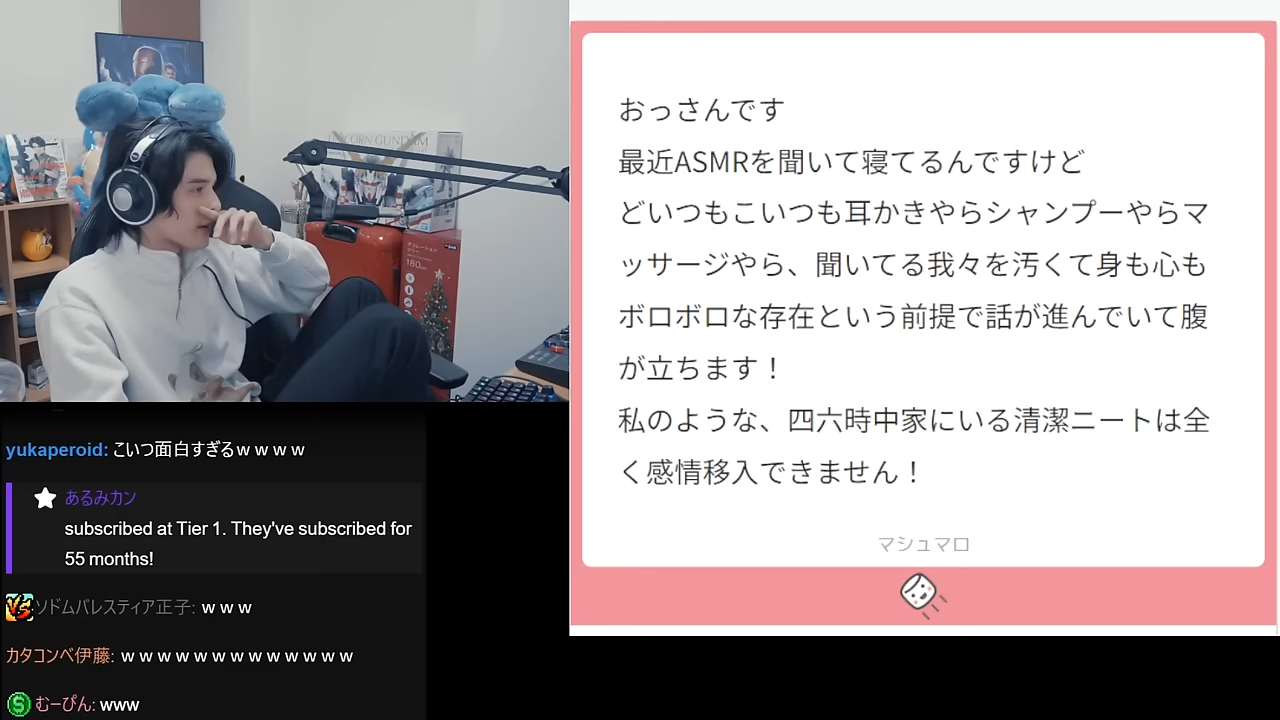 おっさんです
最近ASMRを聞いて寝てるんですけど
どいつもこいつも耳かきやらシャンプーやらマ
ッサージやら、聞いてる我々を汚くて身も心も
ボロボロな存在という前提で話が進んでいて腹
が立ちます！
私のような、四六時中家にいる清潔ニートは全
く感情移入できません！
マシュマロ
UNICORN GUNDAM
180cm
yukaperoid: こいつ面白すぎるｗｗｗｗ
あるみカン
subscribed at Tier 1. They've subscribed for
55 months!
ソドムバレスティア正子: ｗｗｗ
カタコンベ伊藤: ｗｗｗｗｗｗｗｗｗｗｗｗｗ
むーぴん: www